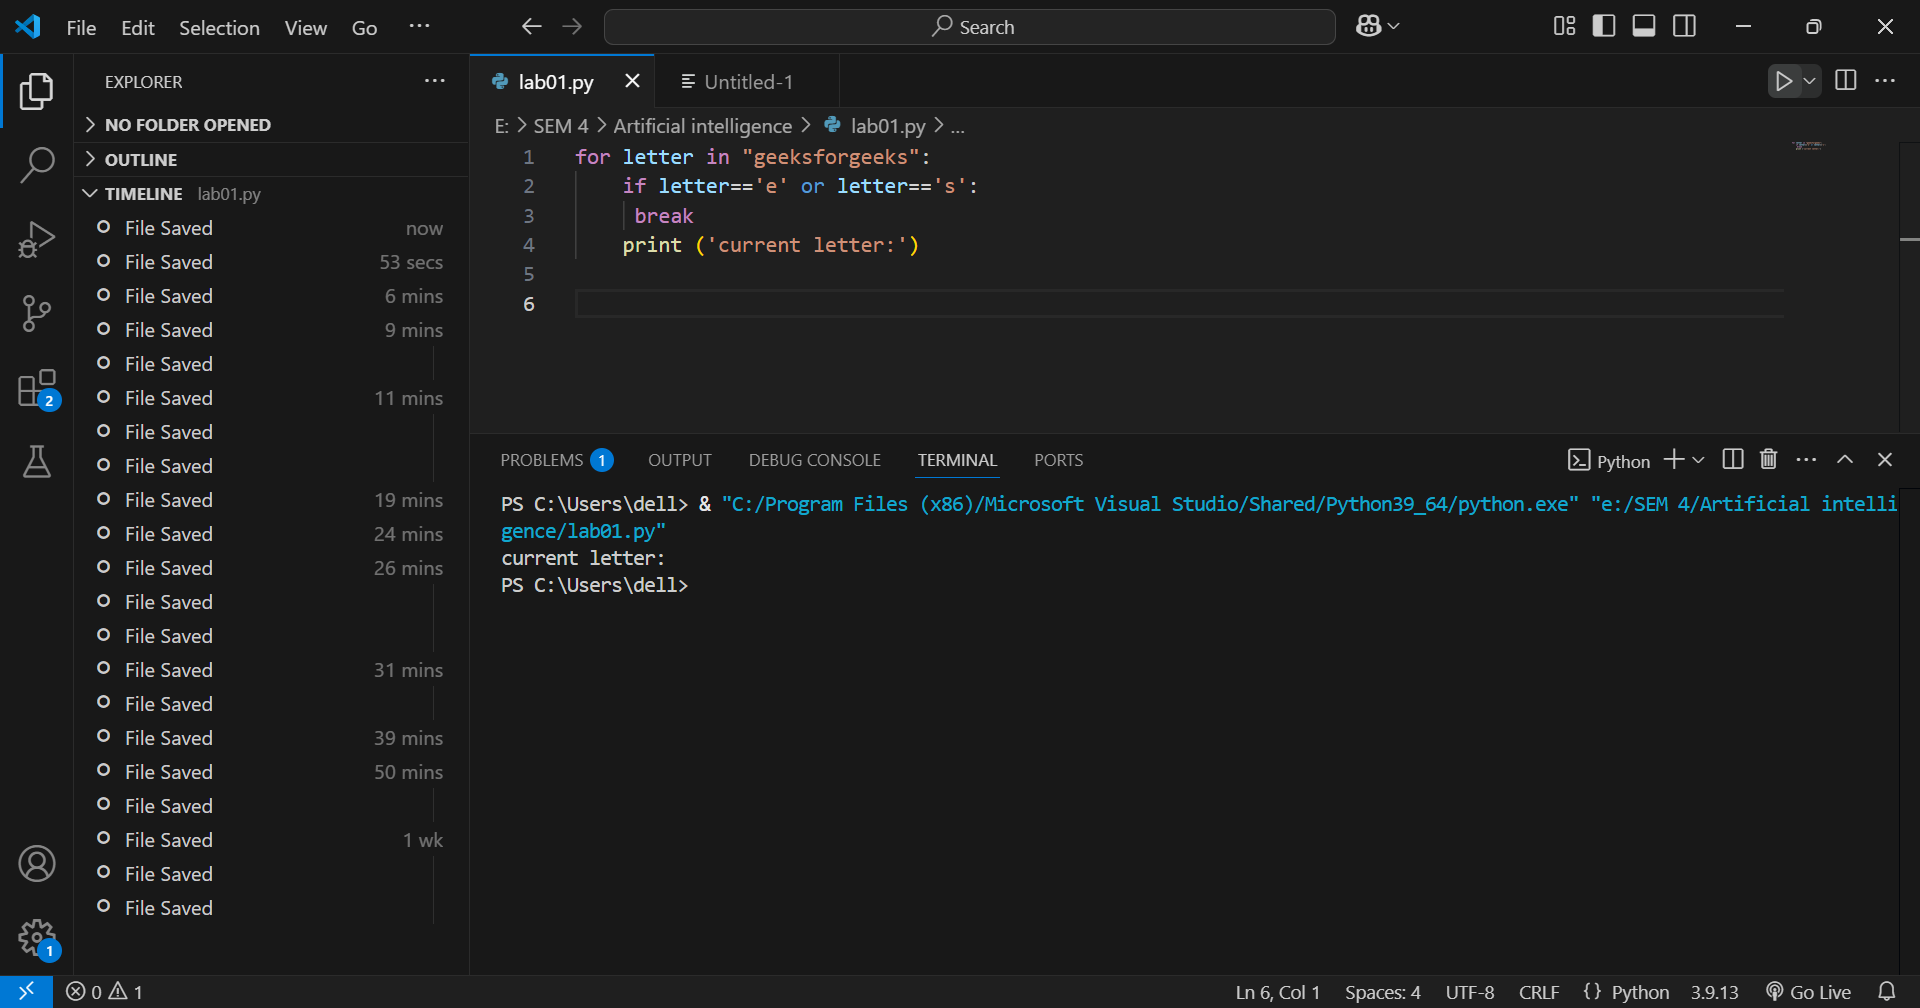 File Edit Selection View Go ... Search
EXPLORER ...
NO FOLDER OPENED
OUTLINE
TIMELINE lab01.py
File Saved now
File Saved 53 secs
File Saved 6 mins
File Saved 9 mins
File Saved
File Saved 11 mins
File Saved
File Saved
File Saved 19 mins
File Saved 24 mins
File Saved 26 mins
File Saved
File Saved
File Saved 31 mins
File Saved
File Saved 39 mins
File Saved 50 mins
File Saved
File Saved 1 wk
File Saved
File Saved
2
1
lab01.py Untitled-1
E: > SEM 4 > Artificial intelligence > lab01.py > ...
1 for letter in "geeksforgeeks":
2     if letter=='e' or letter=='s':
3      break
4     print ('current letter:')
5
6
PROBLEMS 1 OUTPUT DEBUG CONSOLE TERMINAL PORTS Python
PS C:\Users\dell> & "C:/Program Files (x86)/Microsoft Visual Studio/Shared/Python39_64/python.exe" "e:/SEM 4/Artificial intelli
gence/lab01.py"
current letter:
PS C:\Users\dell>
0 1 Ln 6, Col 1 Spaces: 4 UTF-8 CRLF {} Python 3.9.13 Go Live